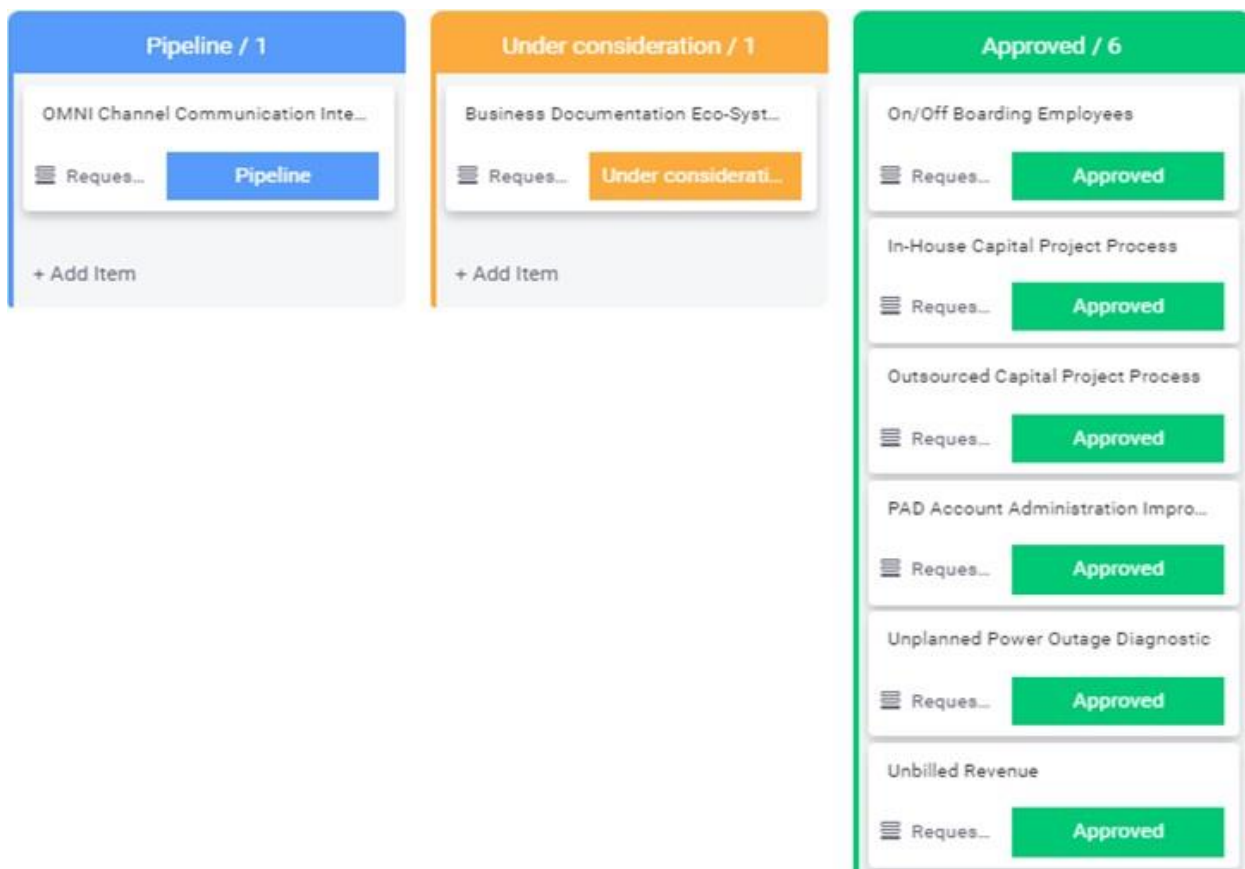 Pipeline / 1
OMNI Channel Communication Inte...
Reques... Pipeline
+ Add Item
Under consideration / 1
Business Documentation Eco-Syst...
Reques... Under considerati...
+ Add Item
Approved / 6
On/Off Boarding Employees
Reques... Approved
In-House Capital Project Process
Reques... Approved
Outsourced Capital Project Process
Reques... Approved
PAD Account Administration Impro...
Reques... Approved
Unplanned Power Outage Diagnostic
Reques... Approved
Unbilled Revenue
Reques... Approved